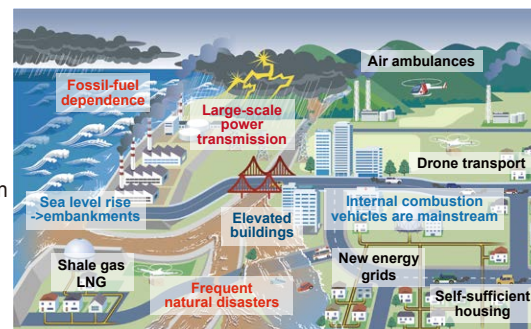 Air ambulances
Fossil-fuel
dependence
Large-scale
power
transmission
Drone transport
Sea level rise
->embankments
Elevated
buildings
Internal combustion
vehicles are mainstream
Shale gas
LNG
New energy
grids
Frequent
natural disasters
Self-sufficient
housing